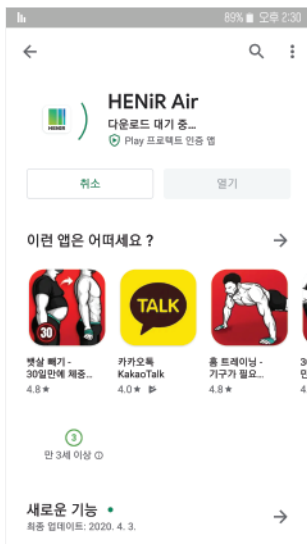 89% 오후 2:30
HENiR Air
HENIR
다운로드 대기 중...
Play 프로텍트 인증 앱
취소
열기
이런 앱은 어떠세요 ?
30
TALK
뱃살 빼기 -
30일만에 체중...
4.8★
카카오톡
KakaoTalk
4.0★
홈 트레이닝 -
기구가 필요...
4.8★
3
만 3세 이상
새로운 기능
최종 업데이트: 2020. 4. 3.